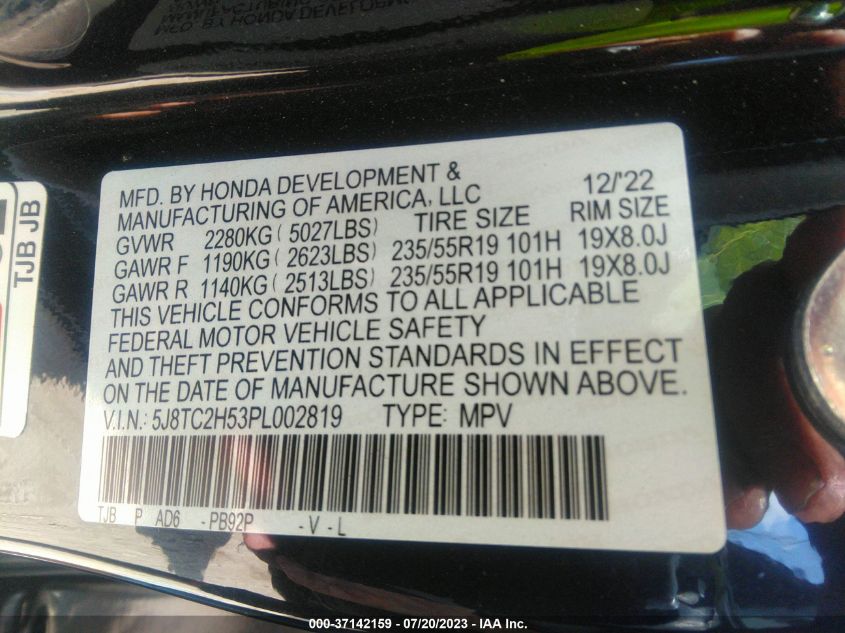 MFD. BY HONDA DEVELOPMENT & 12/'22
MANUFACTURING OF AMERICA, LLC
GVWR 2280KG ( 5027LBS) TIRE SIZE RIM SIZE
GAWR F 1190KG ( 2623LBS) 235/55R19 101H 19X8.0J
GAWR R 1140KG ( 2513LBS) 235/55R19 101H 19X8.0J
THIS VEHICLE CONFORMS TO ALL APPLICABLE
FEDERAL MOTOR VEHICLE SAFETY
AND THEFT PREVENTION STANDARDS IN EFFECT
ON THE DATE OF MANUFACTURE SHOWN ABOVE.
V.I.N.: 5J8TC2H53PL002819 TYPE: MPV
TJB P AD6 -PB92P -V-L
TJB JB
000-37142159 - 07/20/2023 - IAA Inc.